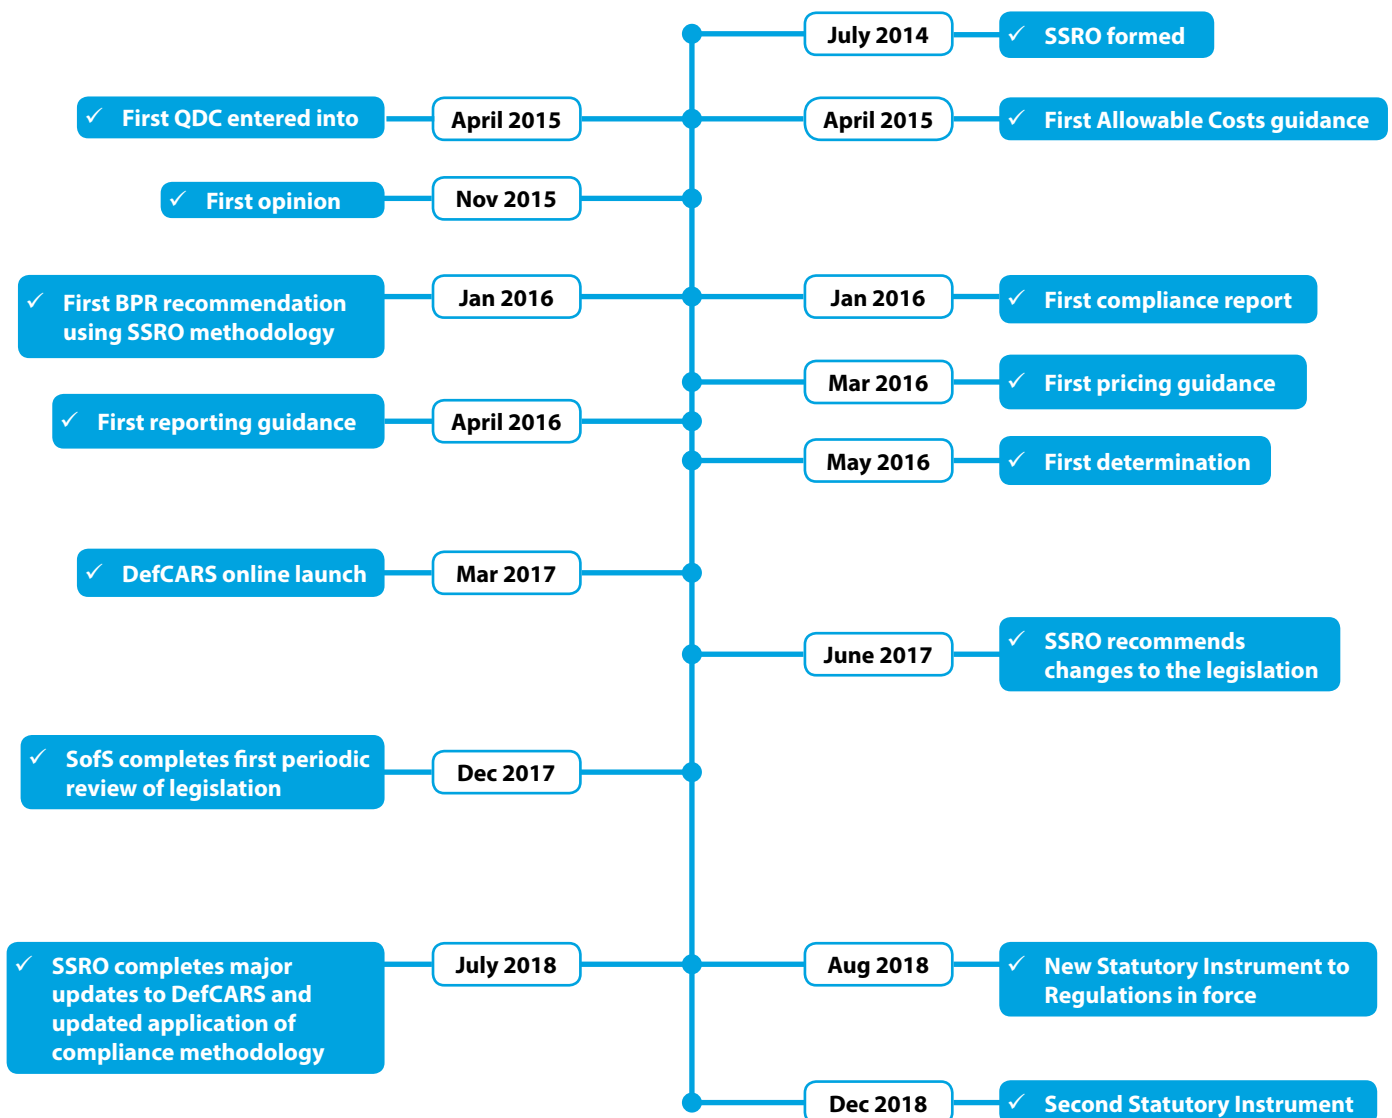 July 2014
✓ SSRO formed
✓ First QDC entered into
April 2015
April 2015
✓ First Allowable Costs guidance
✓ First opinion
Nov 2015
✓ First BPR recommendation
using SSRO methodology
Jan 2016
Jan 2016
✓ First compliance report
Mar 2016
✓ First pricing guidance
✓ First reporting guidance
April 2016
May 2016
✓ First determination
✓ DefCARS online launch
Mar 2017
June 2017
✓ SSRO recommends
changes to the legislation
✓ SofS completes first periodic
review of legislation
Dec 2017
✓ SSRO completes major
updates to DefCARS and
updated application of
compliance methodology
July 2018
Aug 2018
✓ New Statutory Instrument to
Regulations in force
Dec 2018
✓ Second Statutory Instrument